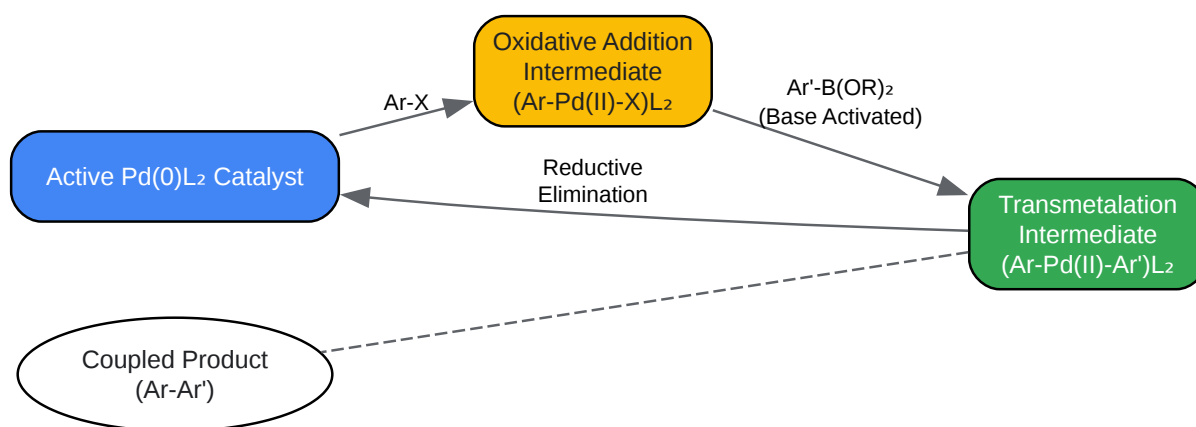 Oxidative Addition
Intermediate
(Ar-Pd(II)-X)L₂
Ar-X
Ar'-B(OR)₂
(Base Activated)
Active Pd(0)L₂ Catalyst
Reductive
Elimination
Transmetalation
Intermediate
(Ar-Pd(II)-Ar')L₂
Coupled Product
(Ar-Ar')